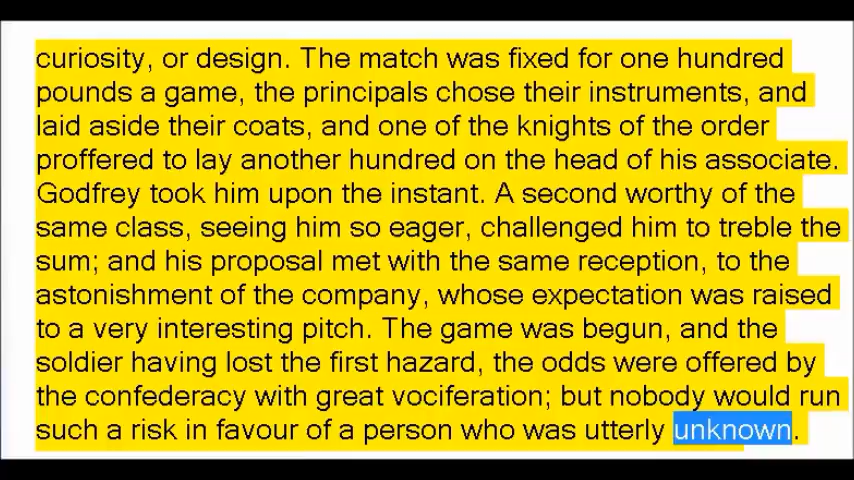 curiosity, or design. The match was fixed for one hundred
pounds a game, the principals chose their instruments, and
laid aside their coats, and one of the knights of the order
proffered to lay another hundred on the head of his associate.
Godfrey took him upon the instant. A second worthy of the
same class, seeing him so eager, challenged him to treble the
sum; and his proposal met with the same reception, to the
astonishment of the company, whose expectation was raised
to a very interesting pitch. The game was begun, and the
soldier having lost the first hazard, the odds were offered by
the confederacy with great vociferation; but nobody would run
such a risk in favour of a person who was utterly unknown.